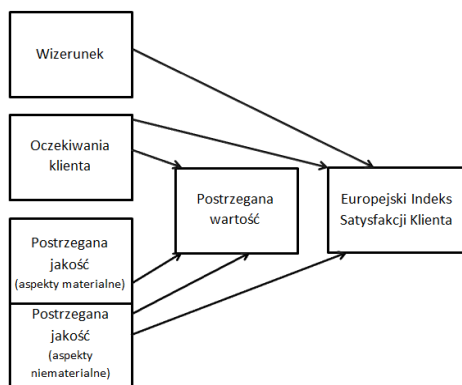 Wizerunek
Oczekiwania
klienta
Postrzegana
wartość
Europejski Indeks
Satysfakcji Klienta
Postrzegana
jakość
(aspekty materialne)
Postrzegana
jakość
(aspekty
niematerialne)